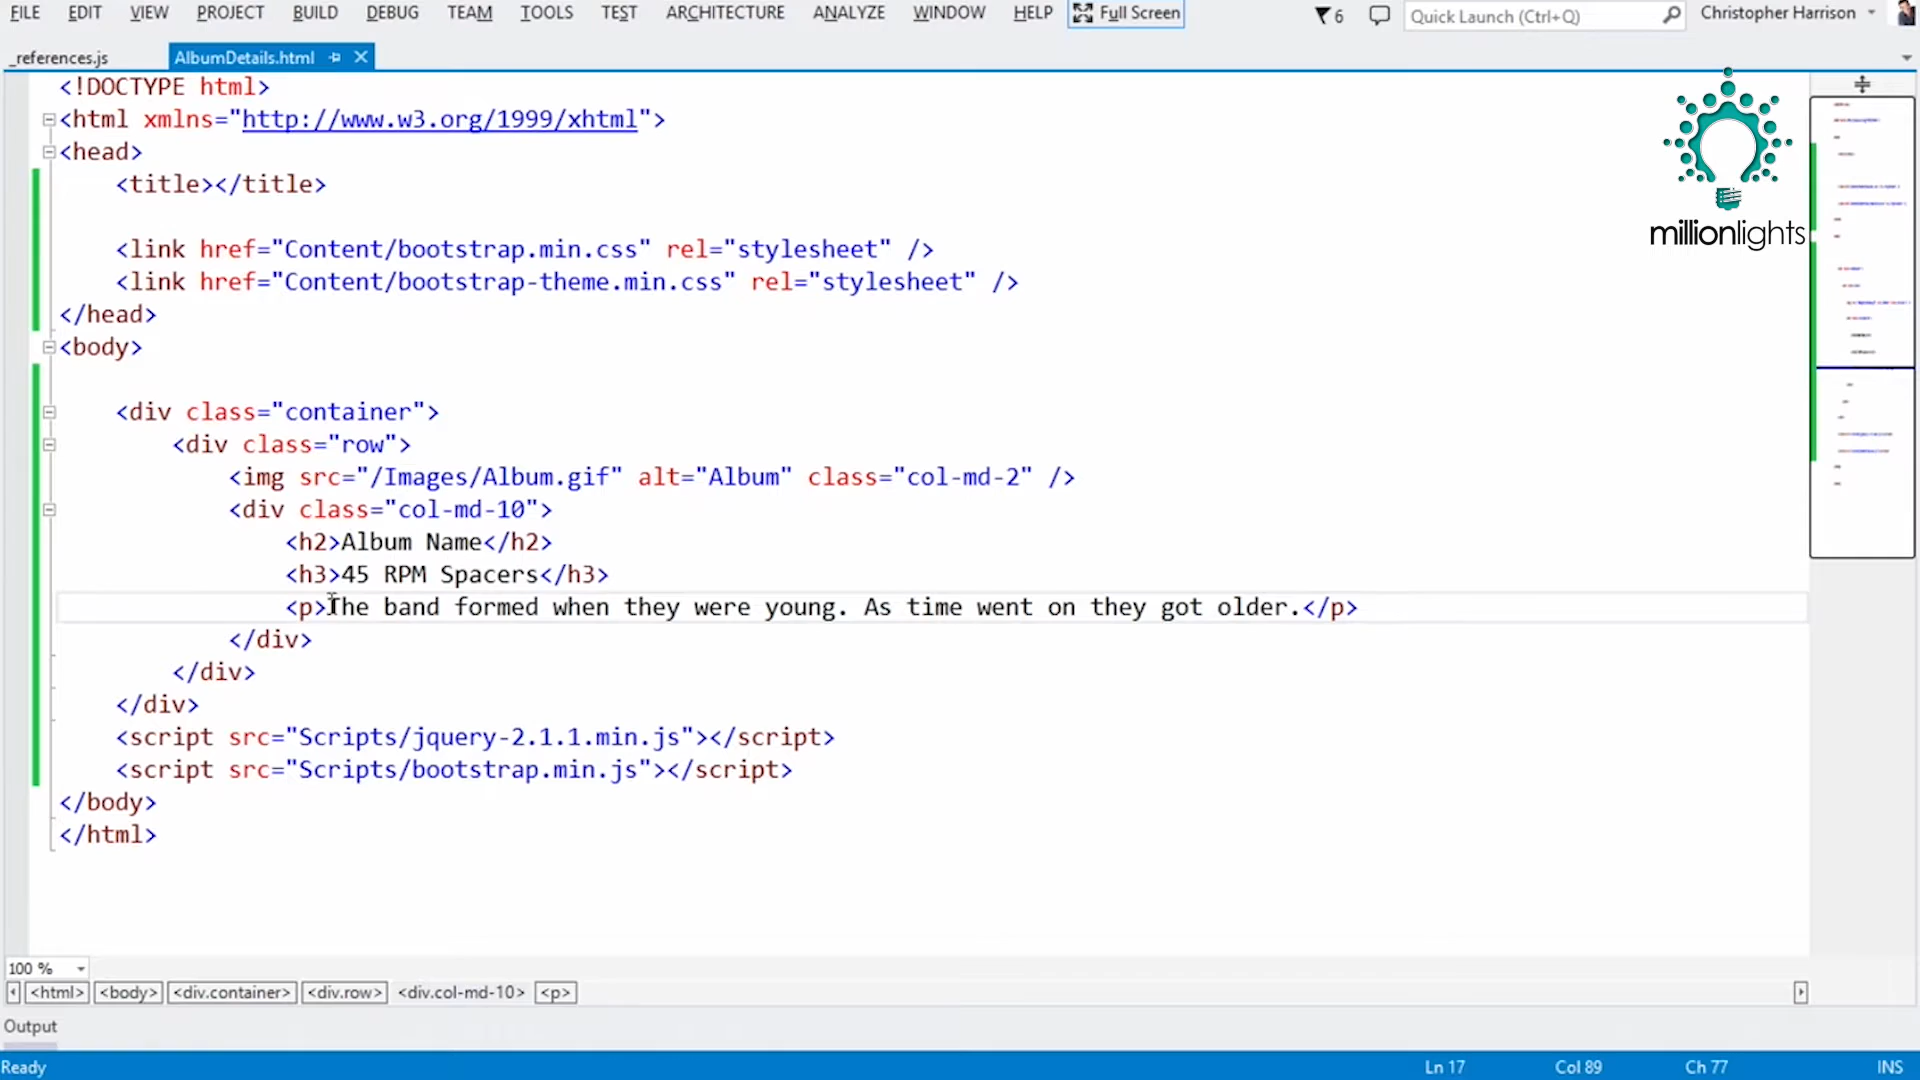 FILE EDIT VIEW PROJECT BUILD DEBUG TEAM TOOLS TEST ARCHITECTURE ANALYZE WINDOW HELP Full Screen 6 Quick Launch (Ctrl+Q) Christopher Harrison
_references.js AlbumDetails.html
<!DOCTYPE html>
<html xmlns="http://www.w3.org/1999/xhtml">
<head>
<title></title>
<link href="Content/bootstrap.min.css" rel="stylesheet" />
<link href="Content/bootstrap-theme.min.css" rel="stylesheet" />
</head>
<body>
<div class="container">
<div class="row">
<img src="/Images/Album.gif" alt="Album" class="col-md-2" />
<div class="col-md-10">
<h2>Album Name</h2>
<h3>45 RPM Spacers</h3>
<p>The band formed when they were young. As time went on they got older.</p>
</div>
</div>
</div>
<script src="Scripts/jquery-2.1.1.min.js"></script>
<script src="Scripts/bootstrap.min.js"></script>
</body>
</html>
millionlights
100 %
<html> <body> <div.container> <div.row> <div.col-md-10> <p>
Output
Ready Ln 17 Col 89 Ch 77 INS